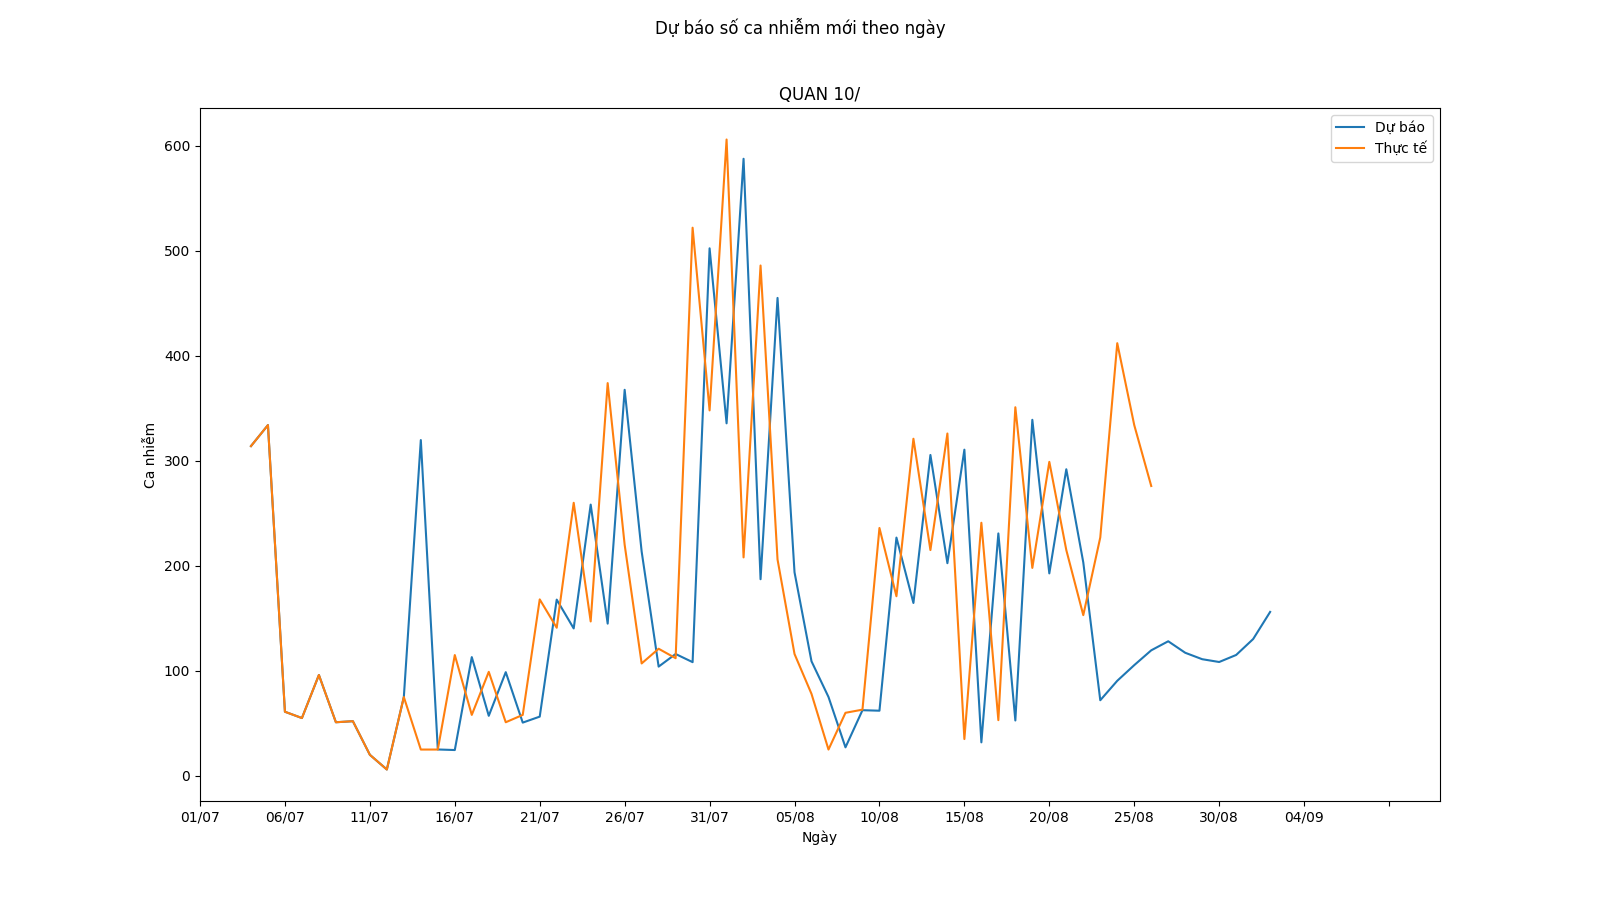 Dự báo số ca nhiễm mới theo ngày
QUAN 10/
Dự báo
Thực tế
600
500
400
300
200
100
0
Ca nhiễm
01/07 06/07 11/07 16/07 21/07 26/07 31/07 05/08 10/08 15/08 20/08 25/08 30/08 04/09
Ngày